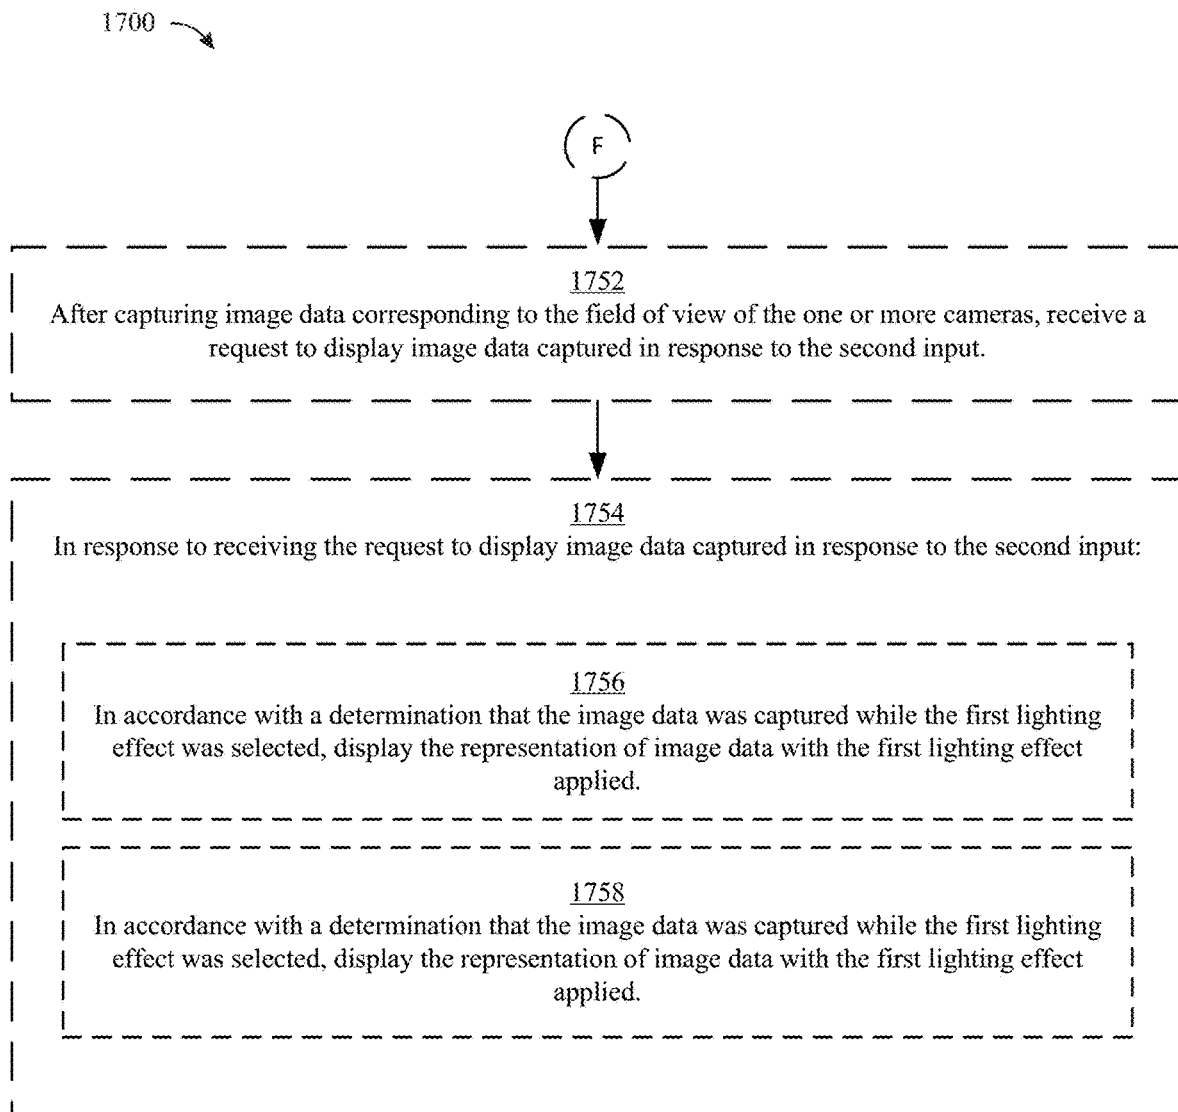 1700
F
1752
After capturing image data corresponding to the field of view of the one or more cameras, receive a
request to display image data captured in response to the second input.
1754
In response to receiving the request to display image data captured in response to the second input:
1756
In accordance with a determination that the image data was captured while the first lighting
effect was selected, display the representation of image data with the first lighting effect
applied.
1758
In accordance with a determination that the image data was captured while the first lighting
effect was selected, display the representation of image data with the first lighting effect
applied.